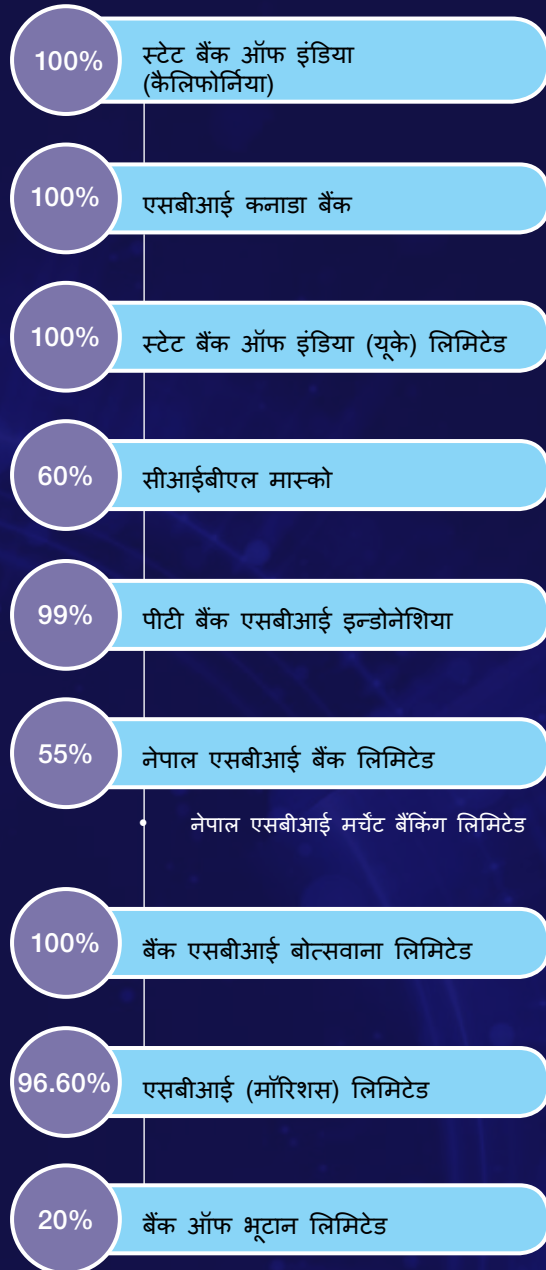 100%
स्टेट बैंक ऑफ इंडिया
(कैलिफोर्निया)
100%
एसबीआई कनाडा बैंक
100%
स्टेट बैंक ऑफ इंडिया (यूके) लिमिटेड
60%
सीआईबीएल मास्को
99%
पीटी बैंक एसबीआई इन्डोनेशिया
55%
नेपाल एसबीआई बैंक लिमिटेड
• नेपाल एसबीआई मर्चेंट बैंकिंग लिमिटेड
100%
बैंक एसबीआई बोत्सवाना लिमिटेड
96.60%
एसबीआई (मॉरिशस) लिमिटेड
20%
बैंक ऑफ भूटान लिमिटेड